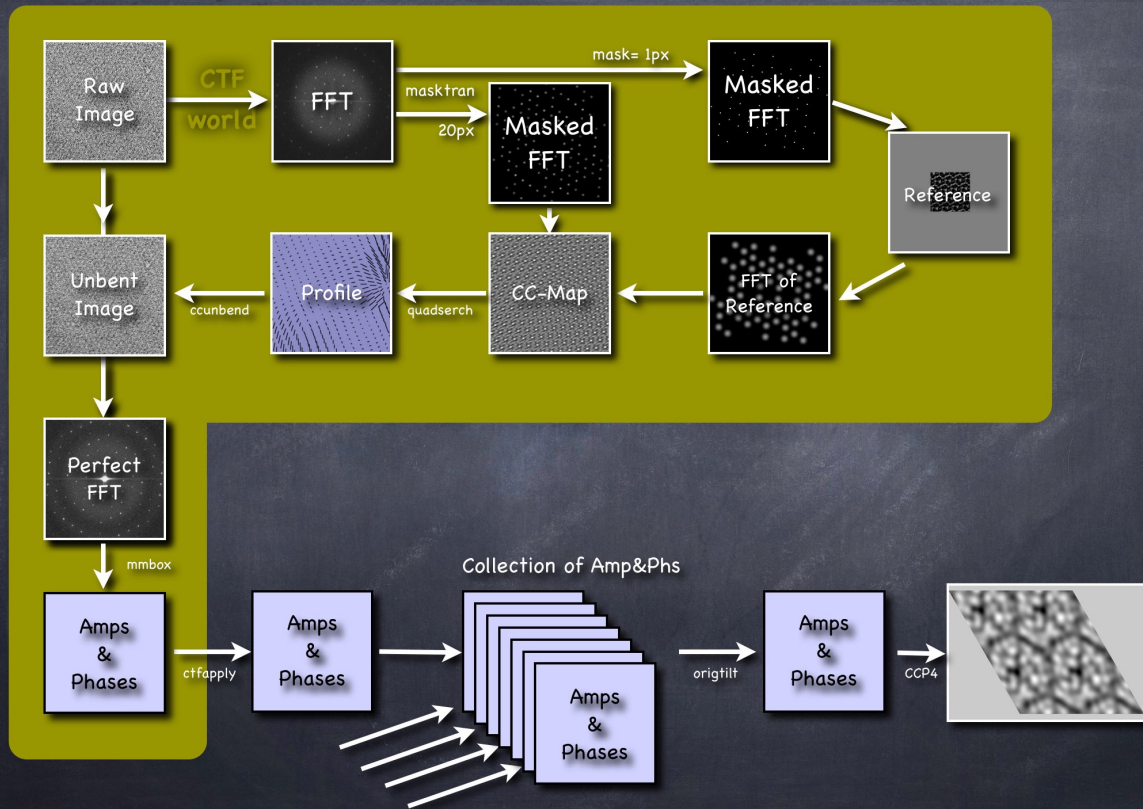 Raw
Image
CTF
world
FFT
mask= 1px
masktran
20px
Masked
FFT
Masked
FFT
Reference
Unbent
Image
ccunbend
Profile
quadserch
CC-Map
FFT of
Reference
Perfect
FFT
mmbox
Collection of Amp&Phs
Amps
&
Phases
ctfapply
Amps
&
Phases
Amps
&
Phases
origtilt
Amps
&
Phases
CCP4